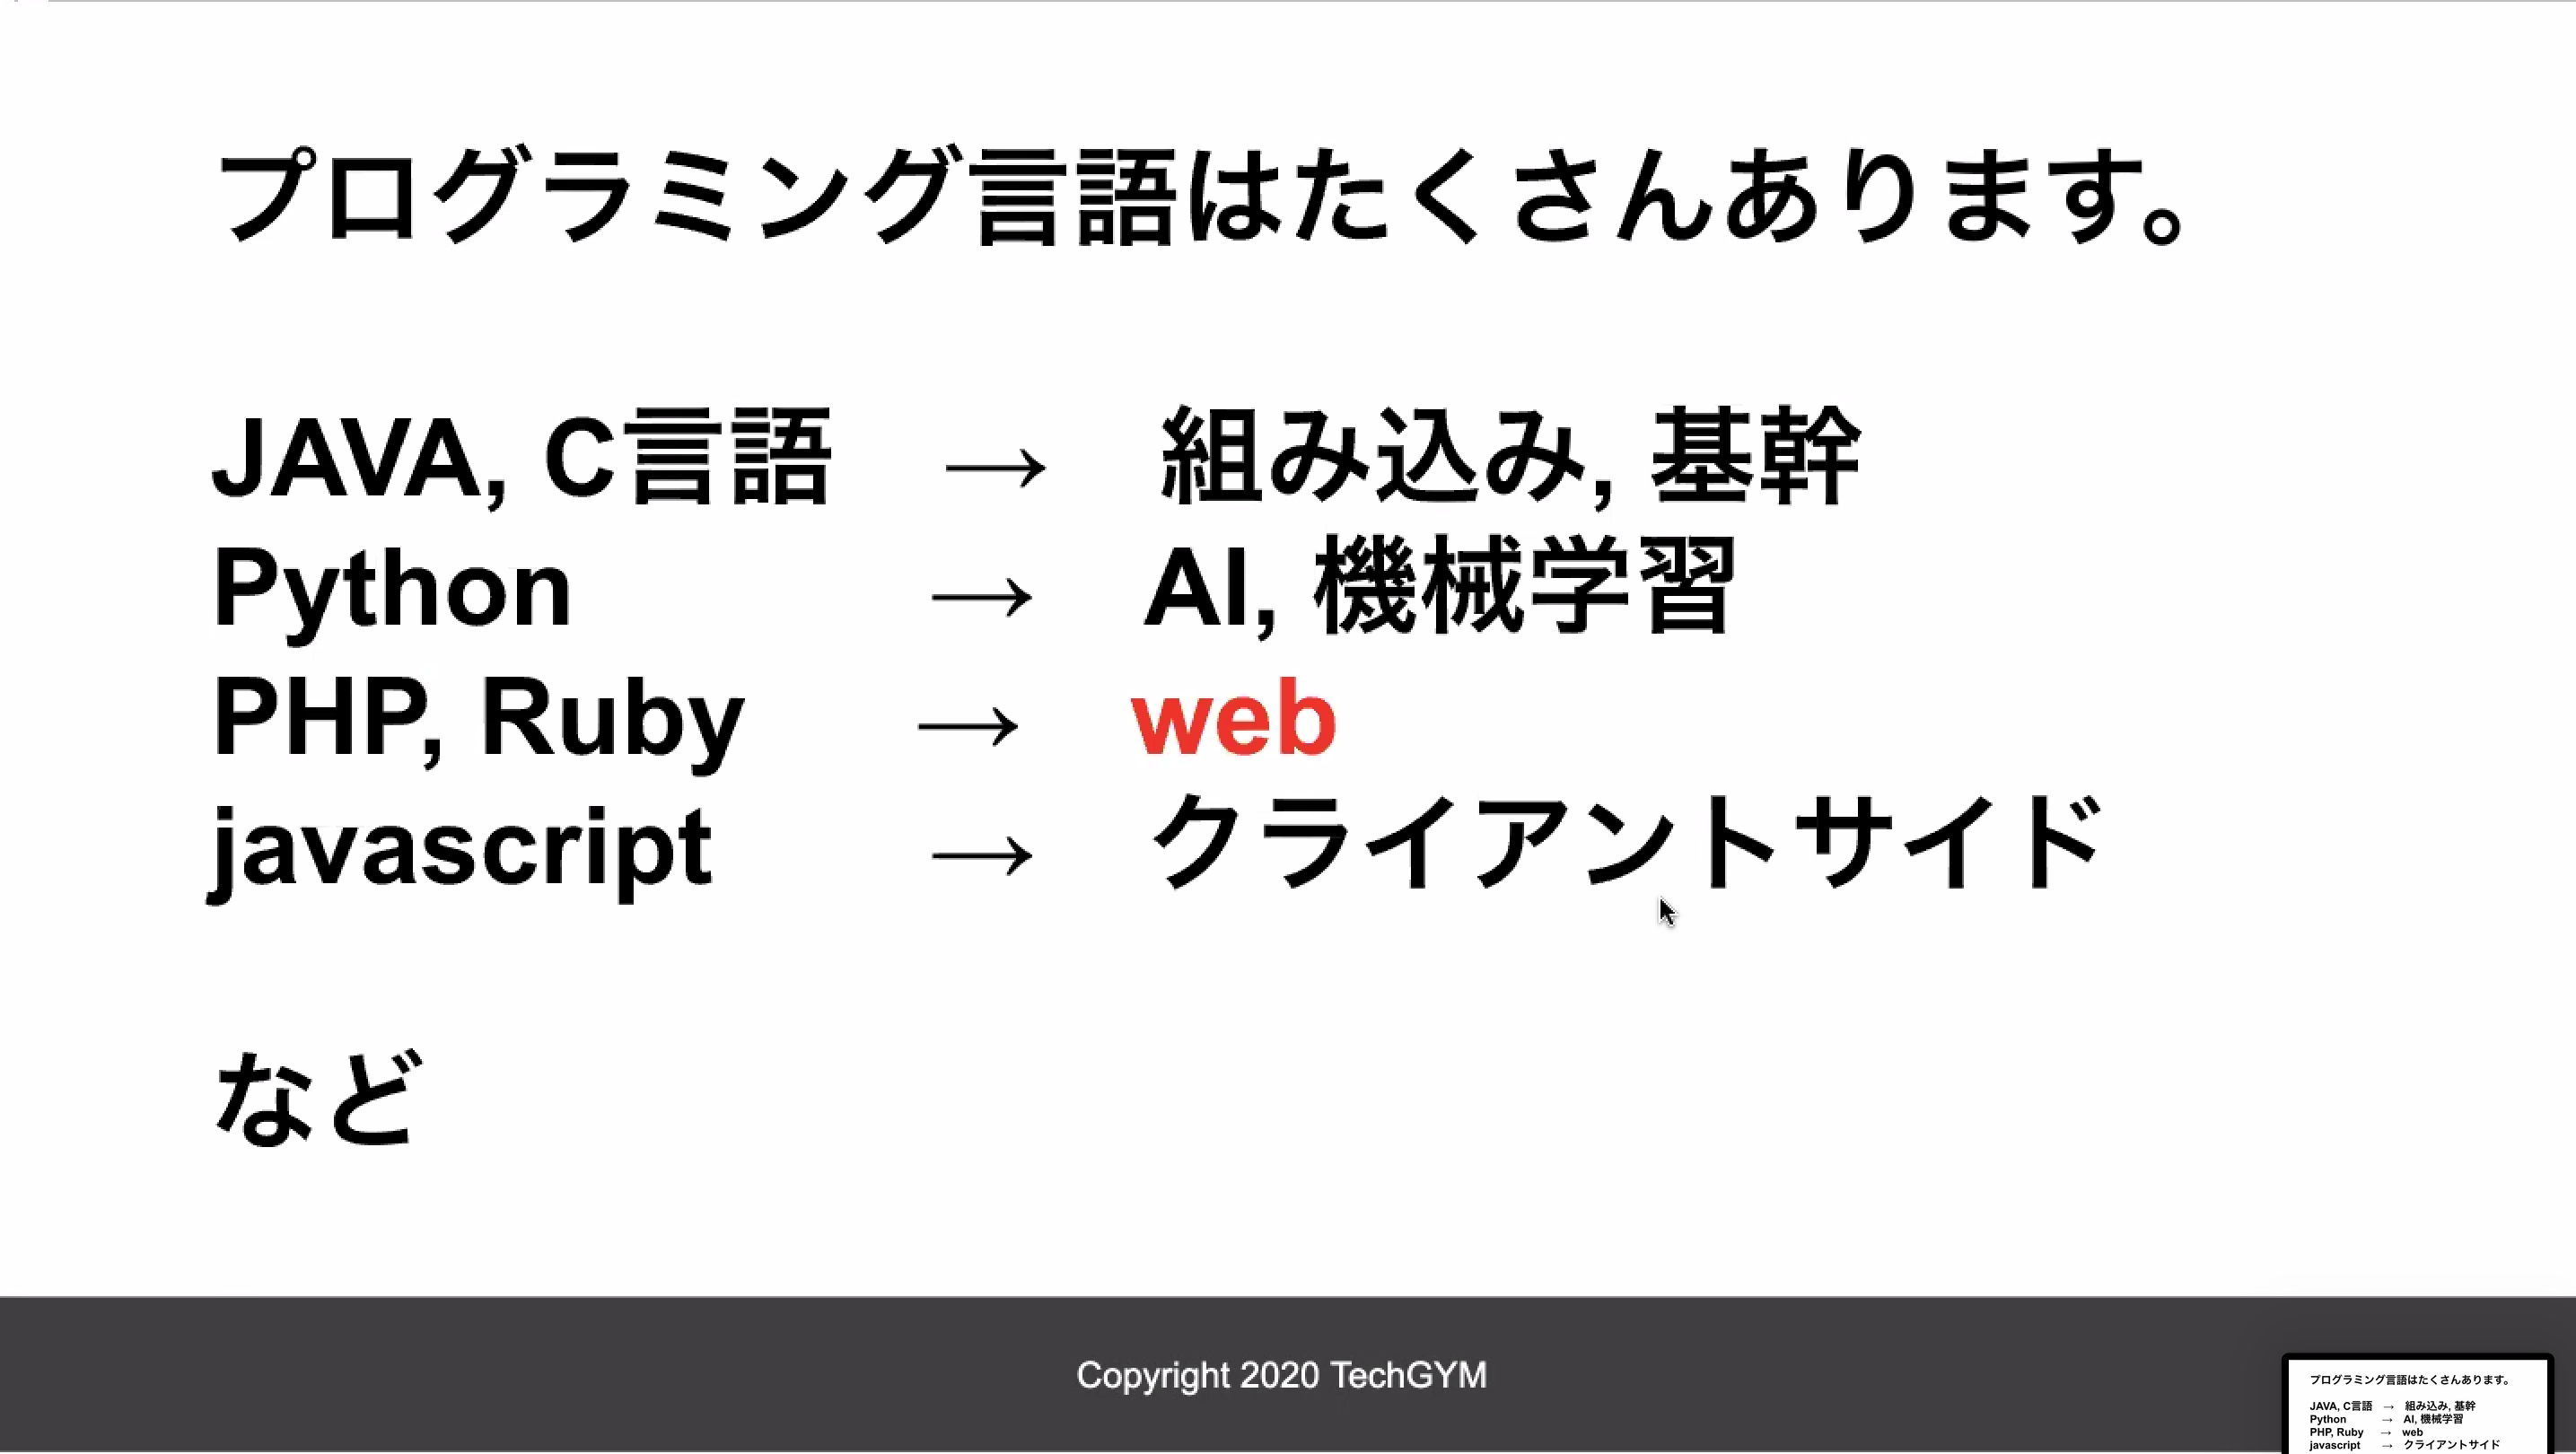 プログラミング言語はたくさんあります。
JAVA, C言語 → 組み込み, 基幹
Python → AI, 機械学習
PHP, Ruby → web
javascript → クライアントサイド
など
Copyright 2020 TechGYM
プログラミング言語はたくさんあります。
JAVA, C言語 → 組み込み, 基幹
Python → AI, 機械学習
PHP, Ruby → web
javascript → クライアントサイド